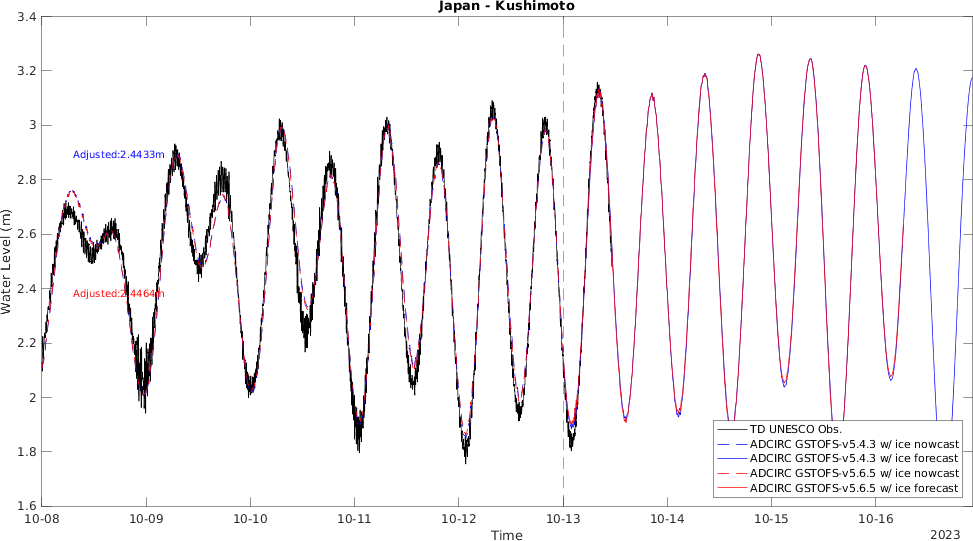 Japan - Kushimoto
3.4
3.2
3
2.8
2.6
2.4
2.2
2
1.8
1.6
Water Level (m)
Adjusted:2.4433m
Adjusted:2.4464m
TD UNESCO Obs.
ADCIRC GSTOFS-v5.4.3 w/ ice nowcast
ADCIRC GSTOFS-v5.4.3 w/ ice forecast
ADCIRC GSTOFS-v5.6.5 w/ ice nowcast
ADCIRC GSTOFS-v5.6.5 w/ ice forecast
10-08 10-09 10-10 10-11 10-12 10-13 10-14 10-15 10-16
Time
2023